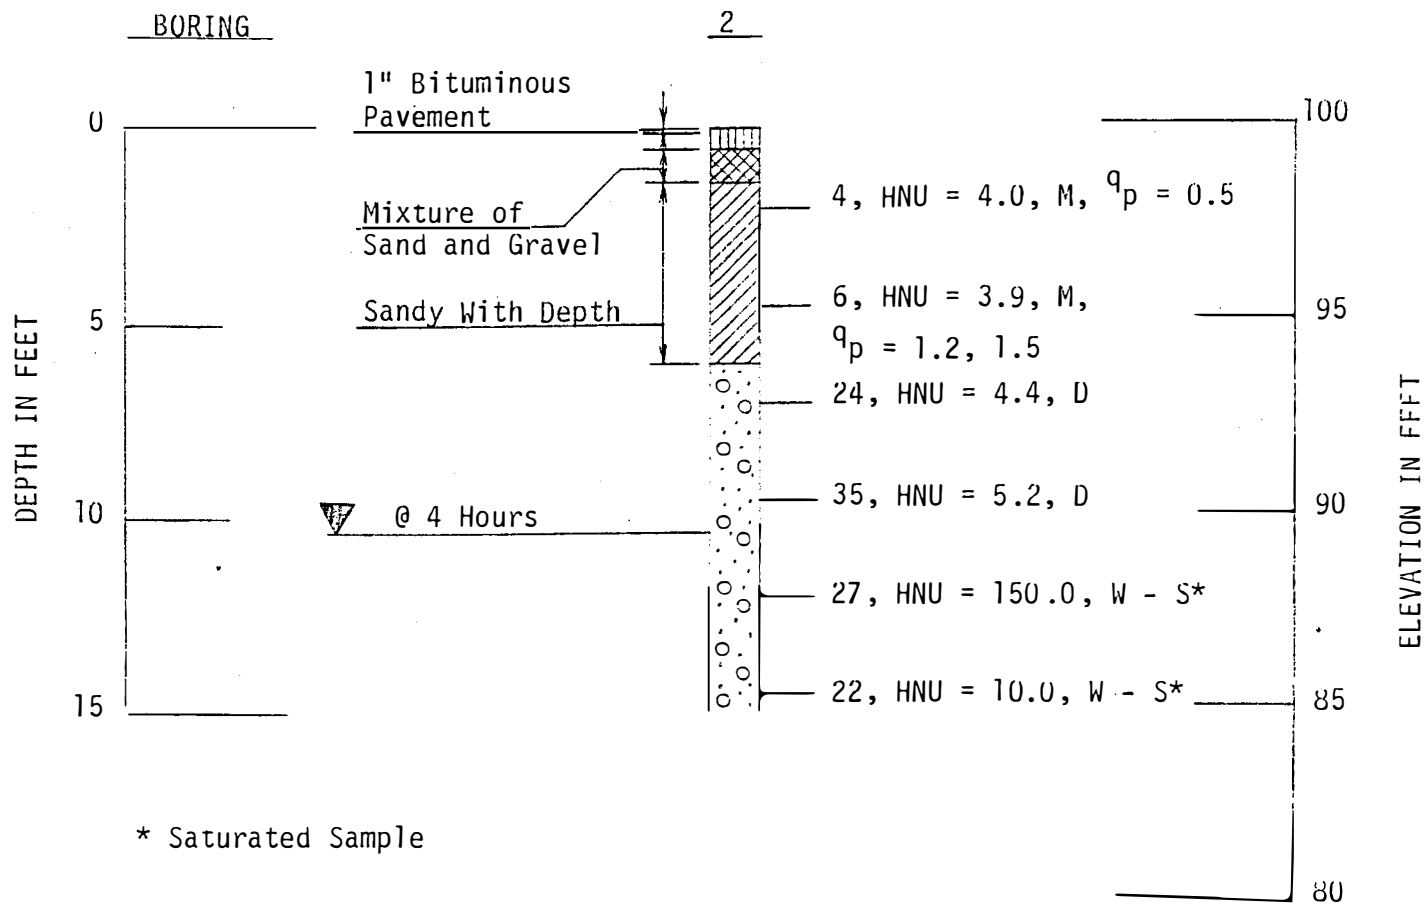 BORING 2
1" Bituminous
Pavement
0
100
4, HNU = 4.0, M, qp = 0.5
Mixture of
Sand and Gravel
6, HNU = 3.9, M,
Sandy With Depth
5
95
qp = 1.2, 1.5
24, HNU = 4.4, D
DEPTH IN FEET
ELEVATION IN FEET
35, HNU = 5.2, D
10
@ 4 Hours
90
27, HNU = 150.0, W - S*
22, HNU = 10.0, W - S*
15
85
* Saturated Sample
80